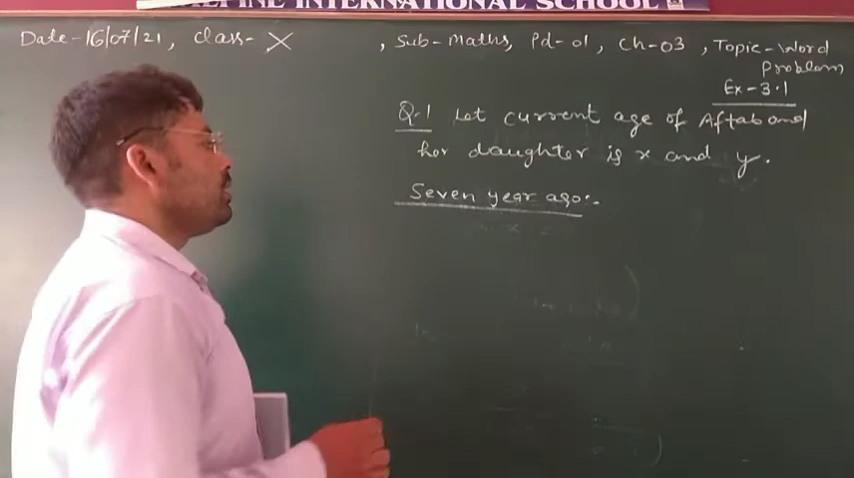 INTERNATIONAL SCHOOL
Date-16/07/21, Class- X , Sub-Maths, Pd-01, Ch-03, Topic-Word
Problem
Ex-3.1
Q.1 Let current age of Aftab and
her daughter is x and y.
Seven year ago:-